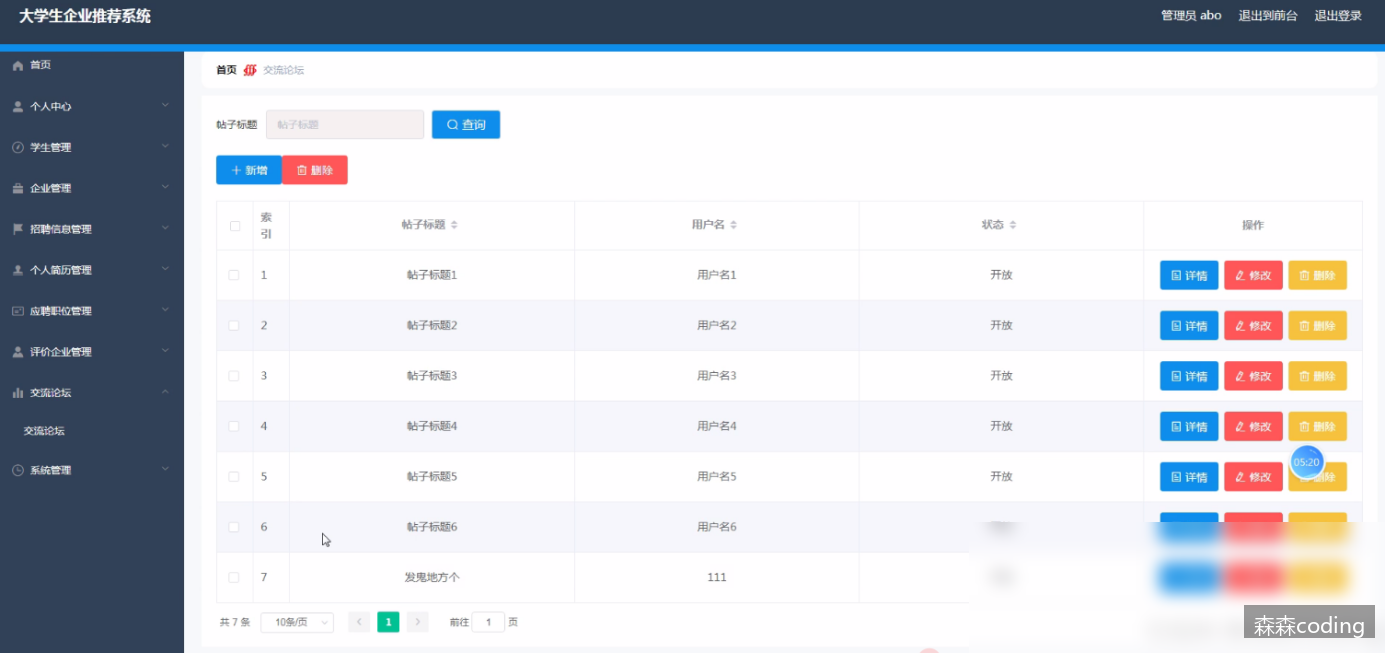 大学生企业推荐系统
管理员 abo 退出到前台 退出登录
首页
个人中心
学生管理
企业管理
招聘信息管理
个人简历管理
应聘职位管理
评价企业管理
交流论坛
交流论坛
系统管理
首页 交流论坛
帖子标题 帖子标题 查询
新增 删除
索引 帖子标题 用户名 状态 操作
1 帖子标题1 用户名1 开放 详情 修改 删除
2 帖子标题2 用户名2 开放 详情 修改 删除
3 帖子标题3 用户名3 开放 详情 修改 删除
4 帖子标题4 用户名4 开放 详情 修改 删除
5 帖子标题5 用户名5 开放 详情 修改 删除
05:20
6 帖子标题6 用户名6
7 发鬼地方个 111
共 7 条 10条/页 1 前往 1 页
森森coding